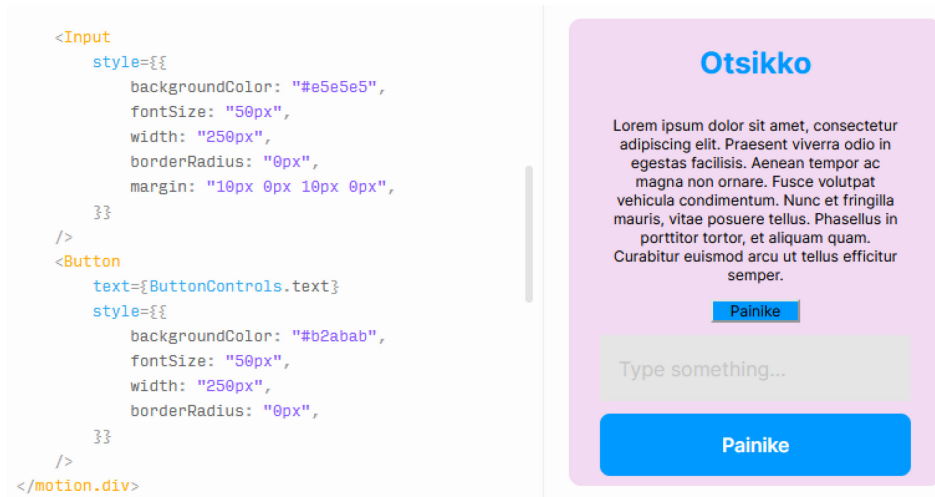 <Input
style={{
backgroundColor: "#e5e5e5",
fontSize: "50px",
width: "250px",
borderRadius: "0px",
margin: "10px 0px 10px 0px",
}}
/>
<Button
text={ButtonControls.text}
style={{
backgroundColor: "#b2abab",
fontSize: "50px",
width: "250px",
borderRadius: "0px",
}}
/>
</motion.div>
Otsikko
Lorem ipsum dolor sit amet, consectetur
adipiscing elit. Praesent viverra odio in
egestas facilisis. Aenean tempor ac
magna non ornare. Fusce volutpat
vehicula condimentum. Nunc et fringilla
mauris, vitae posuere tellus. Phasellus in
porttitor tortor, et aliquam quam.
Curabitur euismod arcu ut tellus efficitur
semper.
Painike
Type something...
Painike